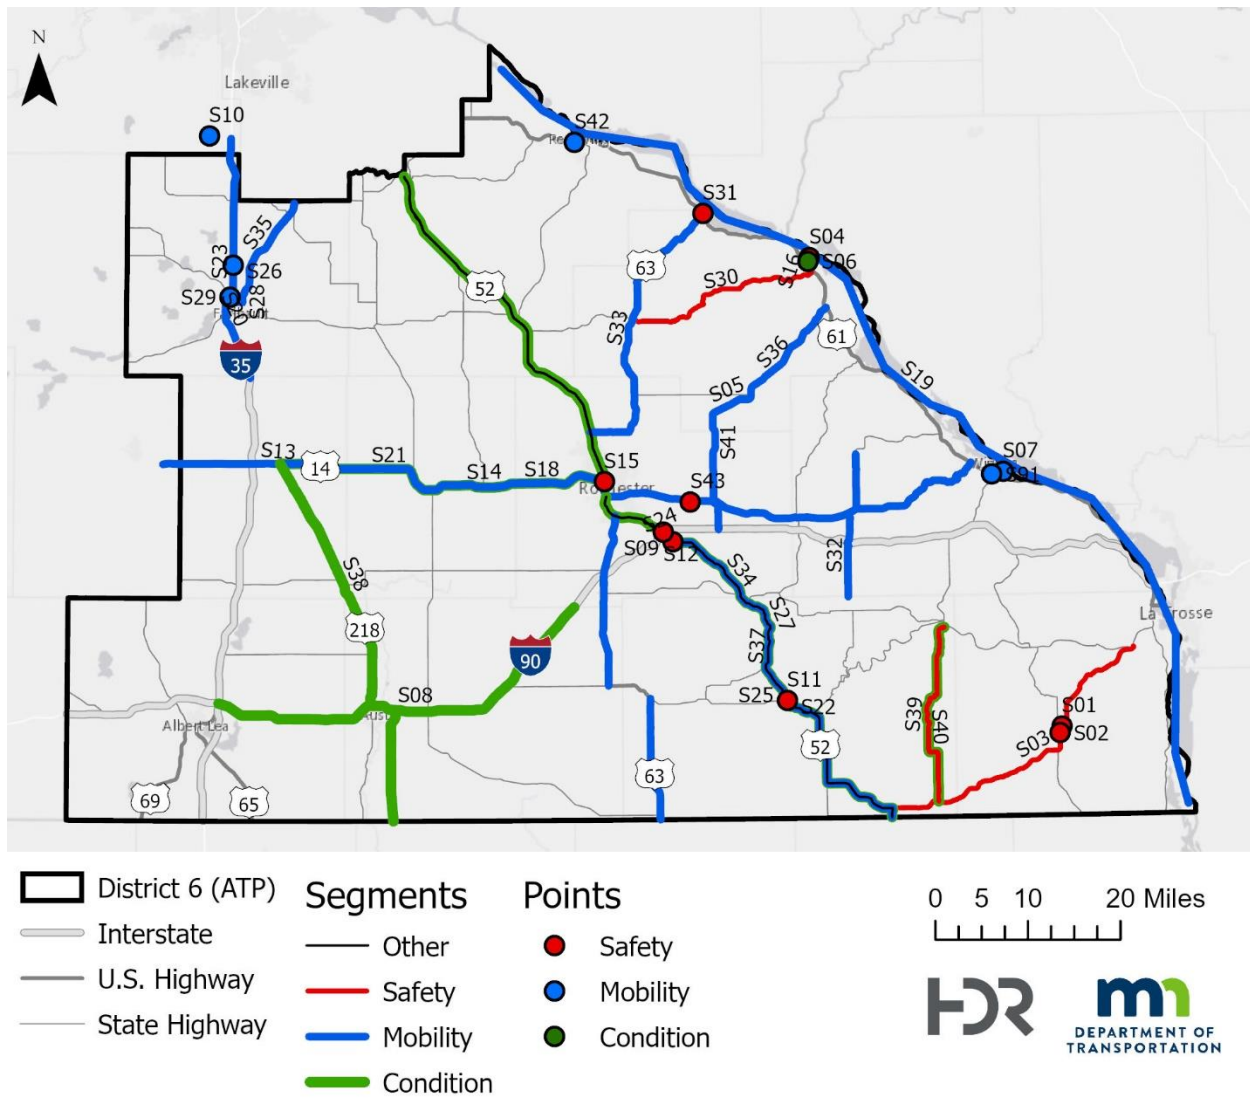 N
Lakeville
S10
S42
S31
S04
S06
S16
S35
S23
S26
S29
S28
35
52
63
S30
S33
61
S36
S05
S19
S41
S13
14
S21
S14
S18
S15
Rochester
S43
S07
S24
S09
S12
S34
S32
S27
S37
S38
218
90
La Crosse
S11
S25
S22
S08
Albert Lea
S39
S40
S01
S02
S03
52
63
69
65
District 6 (ATP)
Interstate
U.S. Highway
State Highway
Segments
Other
Safety
Mobility
Condition
Points
Safety
Mobility
Condition
0 5 10 20 Miles
HDR
mn
DEPARTMENT OF
TRANSPORTATION